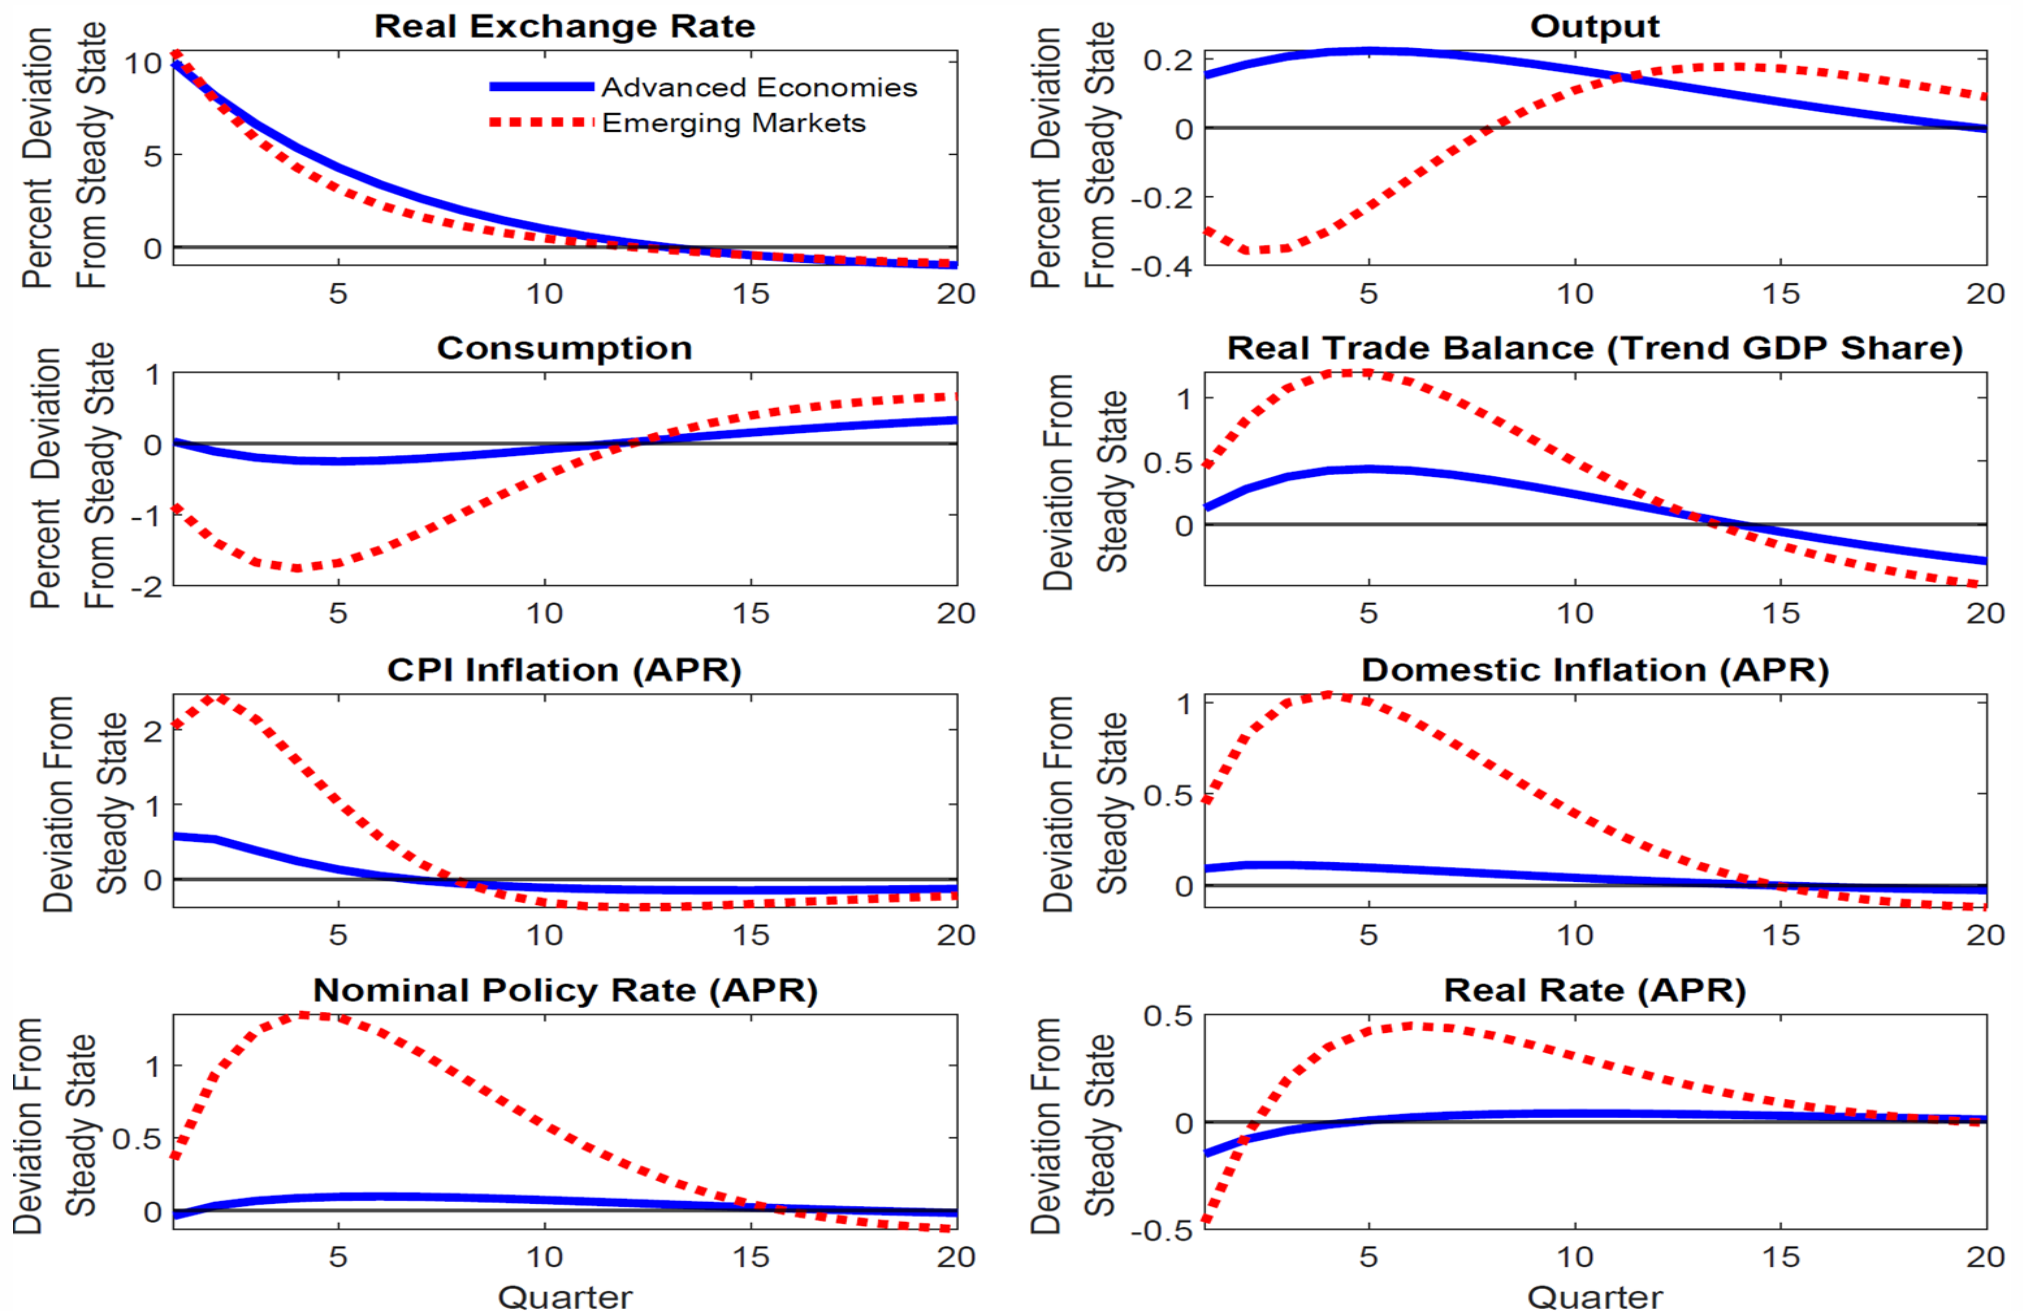 Real Exchange Rate
Percent Deviation
From Steady State
10
5
0
Advanced Economies
Emerging Markets
5
10
15
20
Output
Percent Deviation
From Steady State
0.2
0
-0.2
-0.4
5
10
15
20
Consumption
Percent Deviation
From Steady State
1
0
-1
-2
5
10
15
20
Real Trade Balance (Trend GDP Share)
Deviation From
Steady State
1
0.5
0
5
10
15
20
CPI Inflation (APR)
Deviation From
Steady State
2
1
0
5
10
15
20
Domestic Inflation (APR)
Deviation From
Steady State
1
0.5
0
5
10
15
20
Nominal Policy Rate (APR)
Deviation From
Steady State
1
0.5
0
5
10
15
20
Quarter
Real Rate (APR)
Deviation From
Steady State
0.5
0
-0.5
5
10
15
20
Quarter